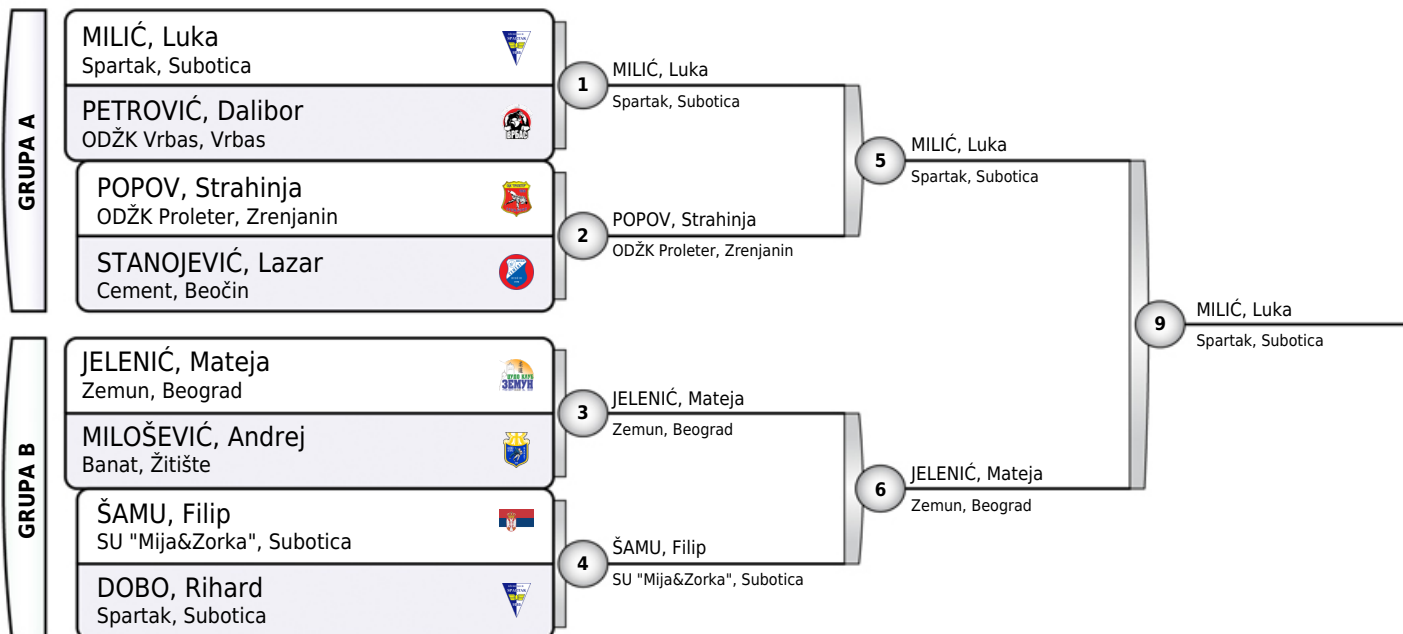 GRUPA A
MILIĆ, Luka
Spartak, Subotica
PETROVIĆ, Dalibor
ODŽK Vrbas, Vrbas
POPOV, Strahinja
ODŽK Proleter, Zrenjanin
STANOJEVIĆ, Lazar
Cement, Beočin
1
MILIĆ, Luka
Spartak, Subotica
2
POPOV, Strahinja
ODŽK Proleter, Zrenjanin
5
MILIĆ, Luka
Spartak, Subotica
GRUPA B
JELENIĆ, Mateja
Zemun, Beograd
ЗЕМУН
MILOŠEVIĆ, Andrej
Banat, Žitište
ŠAMU, Filip
SU "Mija&Zorka", Subotica
DOBO, Rihard
Spartak, Subotica
3
JELENIĆ, Mateja
Zemun, Beograd
4
ŠAMU, Filip
SU "Mija&Zorka", Subotica
6
JELENIĆ, Mateja
Zemun, Beograd
9
MILIĆ, Luka
Spartak, Subotica